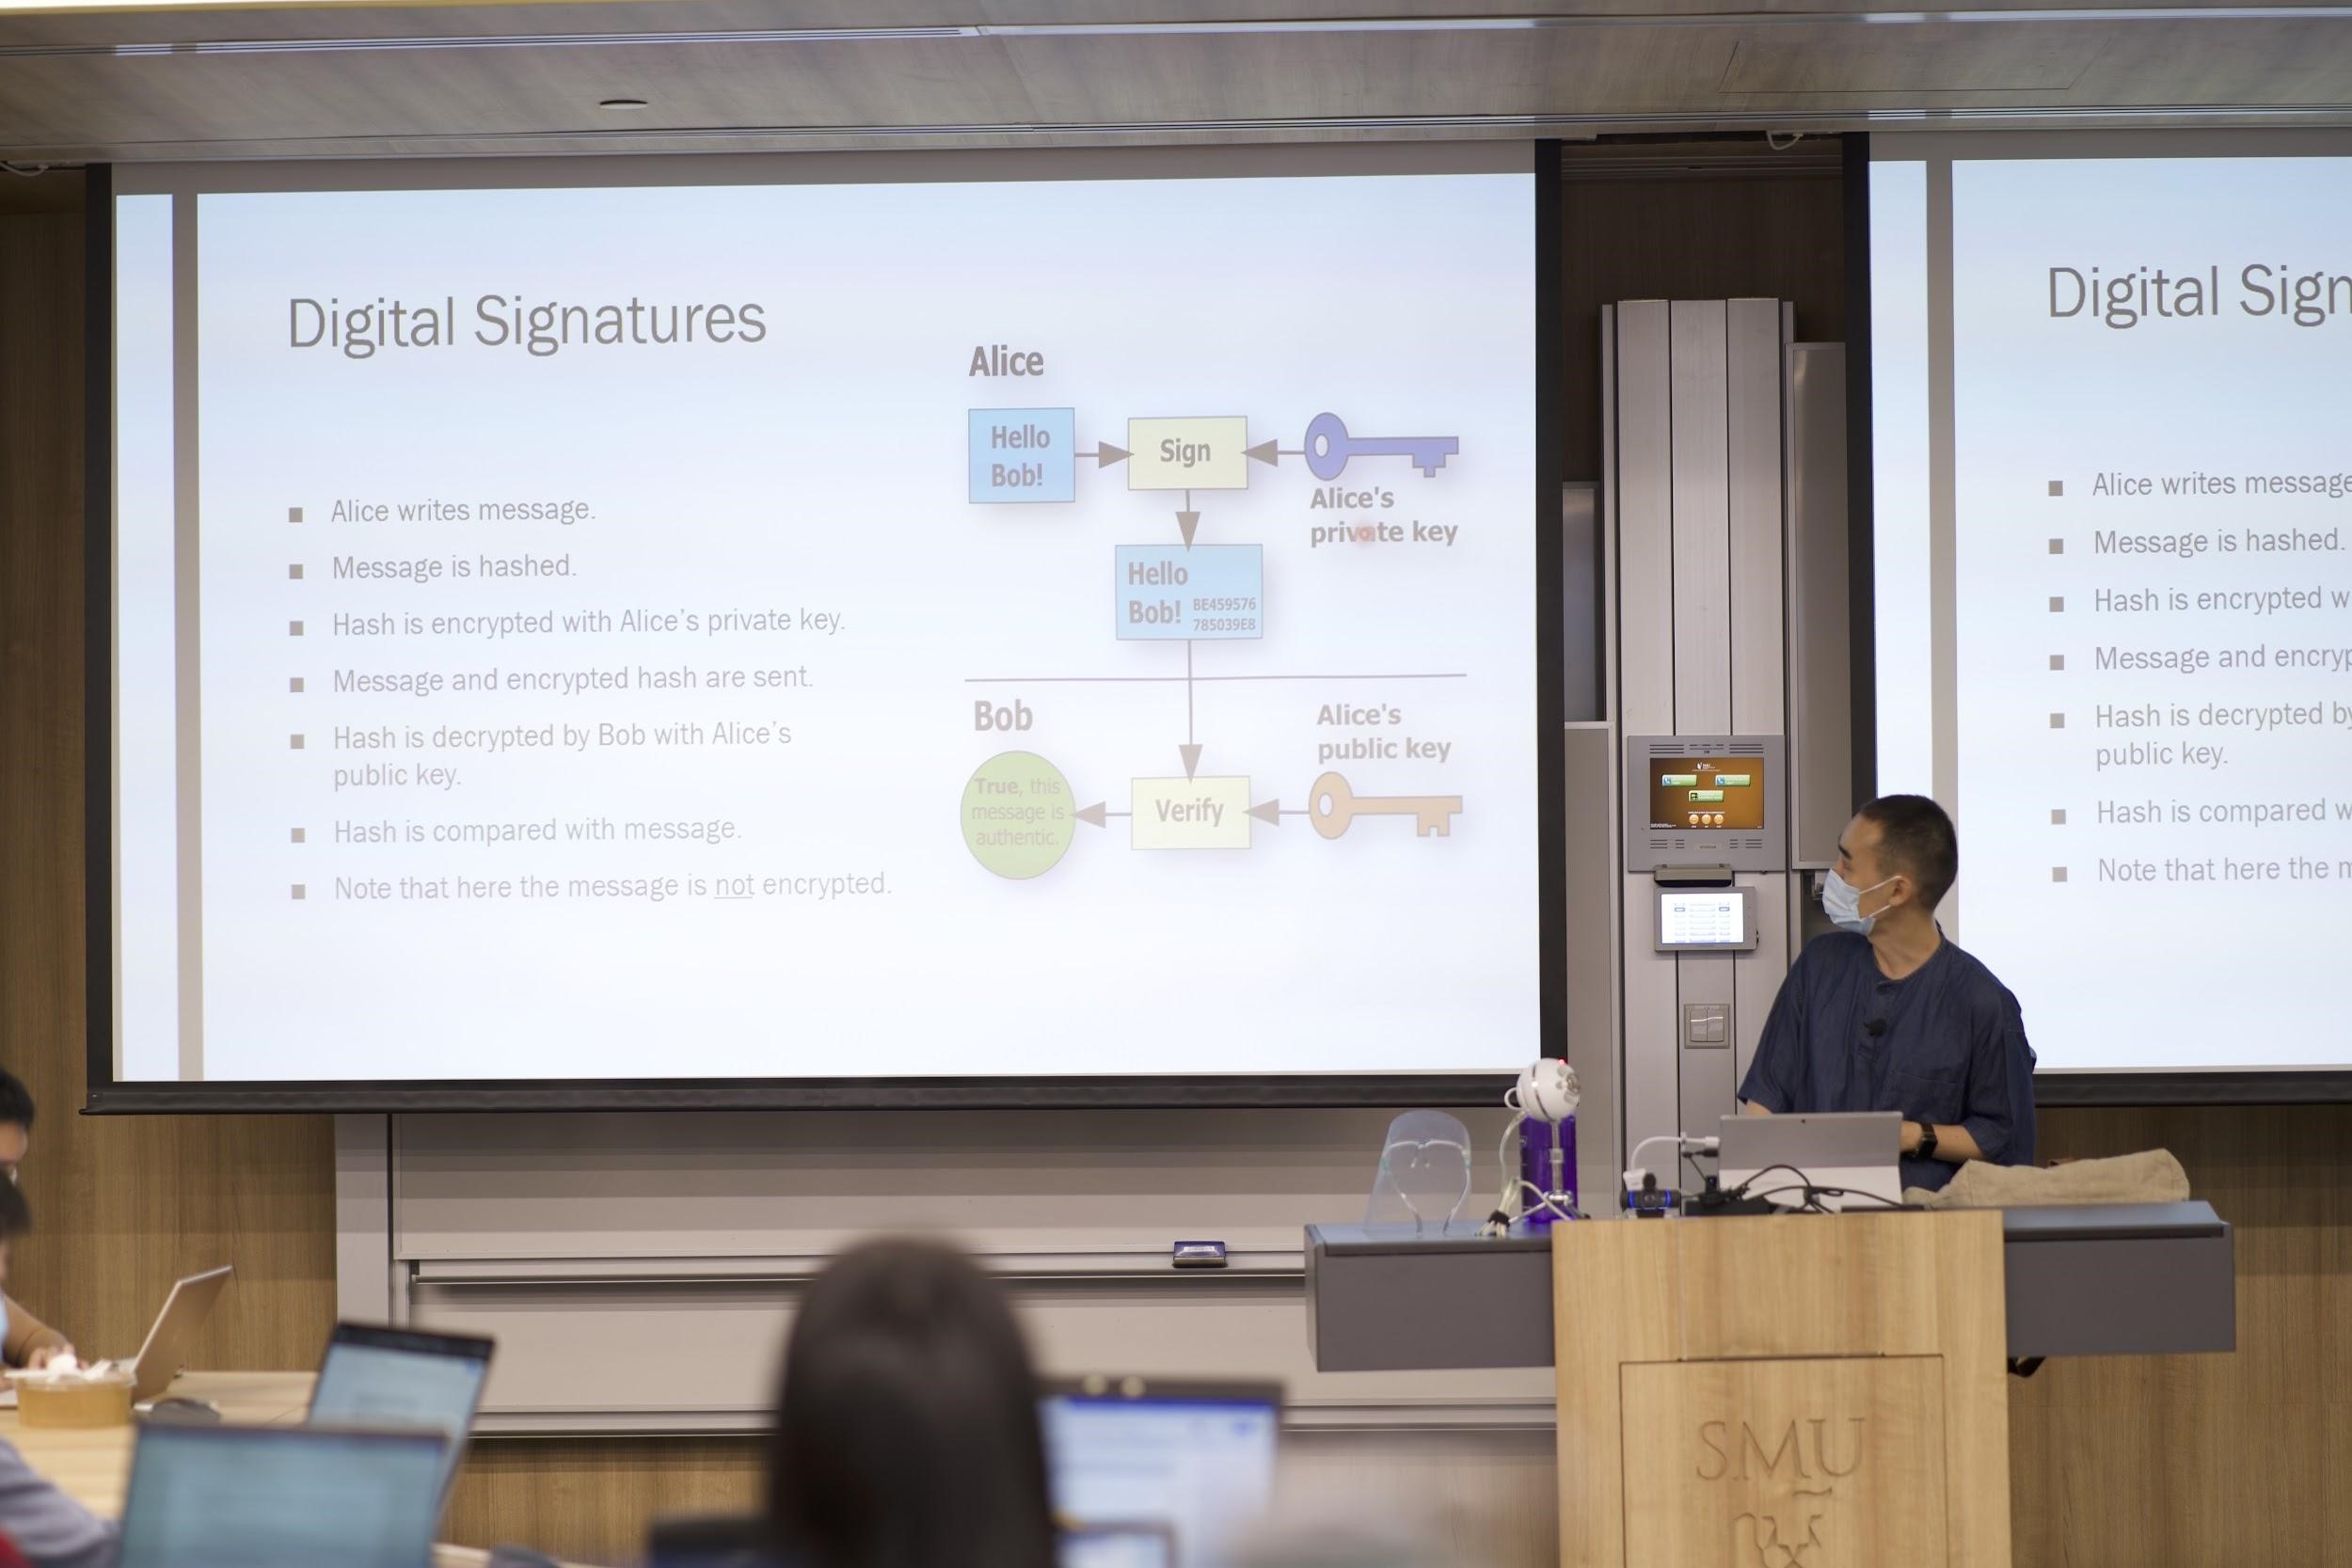 Digital Signatures
■ Alice writes message.
■ Message is hashed.
■ Hash is encrypted with Alice's private key.
■ Message and encrypted hash are sent.
■ Hash is decrypted by Bob with Alice's
public key.
■ Hash is compared with message.
■ Note that here the message is not encrypted.
Alice
Hello
Bob!
Sign
Alice's
private key
Hello
Bob!
BE459576
785039E8
Bob
Alice's
public key
True, this
message is
authentic.
Verify
Digital Sign
■ Alice writes message
■ Message is hashed.
■ Hash is encrypted w
■ Message and encryp
■ Hash is decrypted by
public key.
■ Hash is compared w
■ Note that here the m
SMU